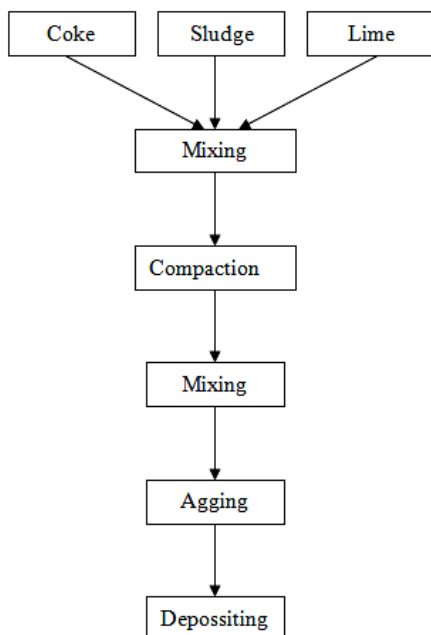 Coke
Sludge
Lime
Mixing
Compaction
Mixing
Agging
Depossiting